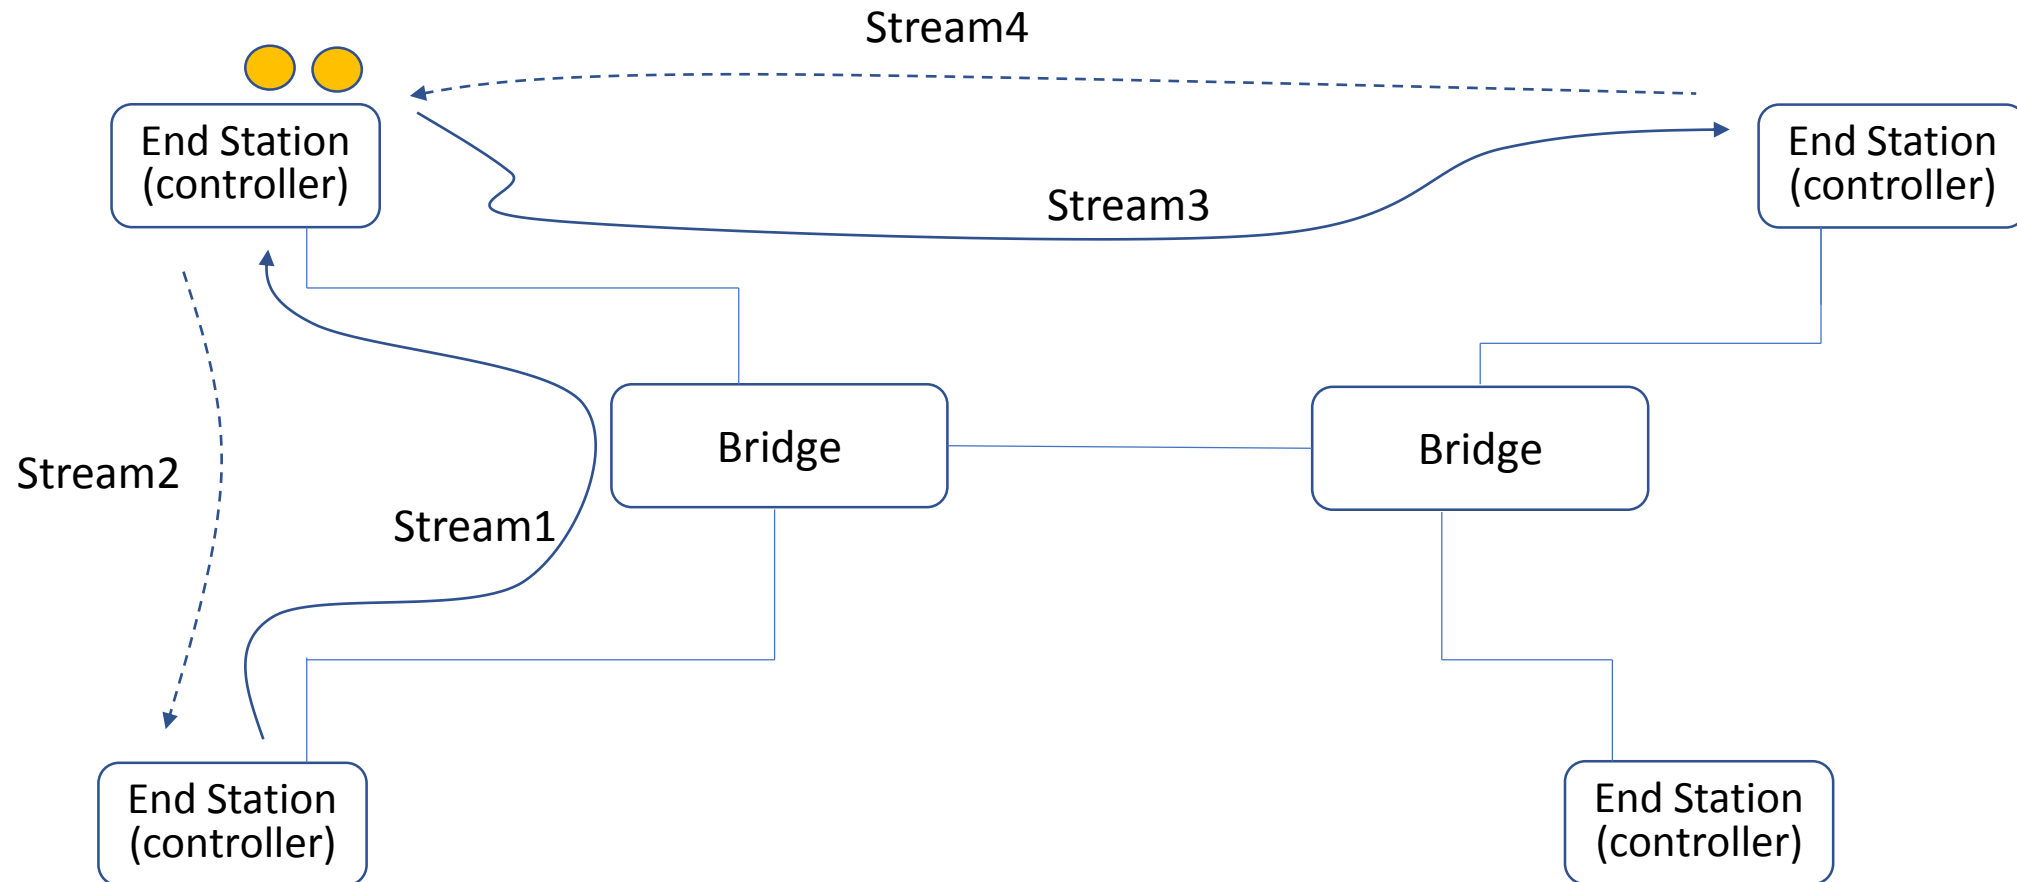 Stream4
End Station
(controller)
End Station
(controller)
Stream3
Bridge
Bridge
Stream2
Stream1
End Station
(controller)
End Station
(controller)